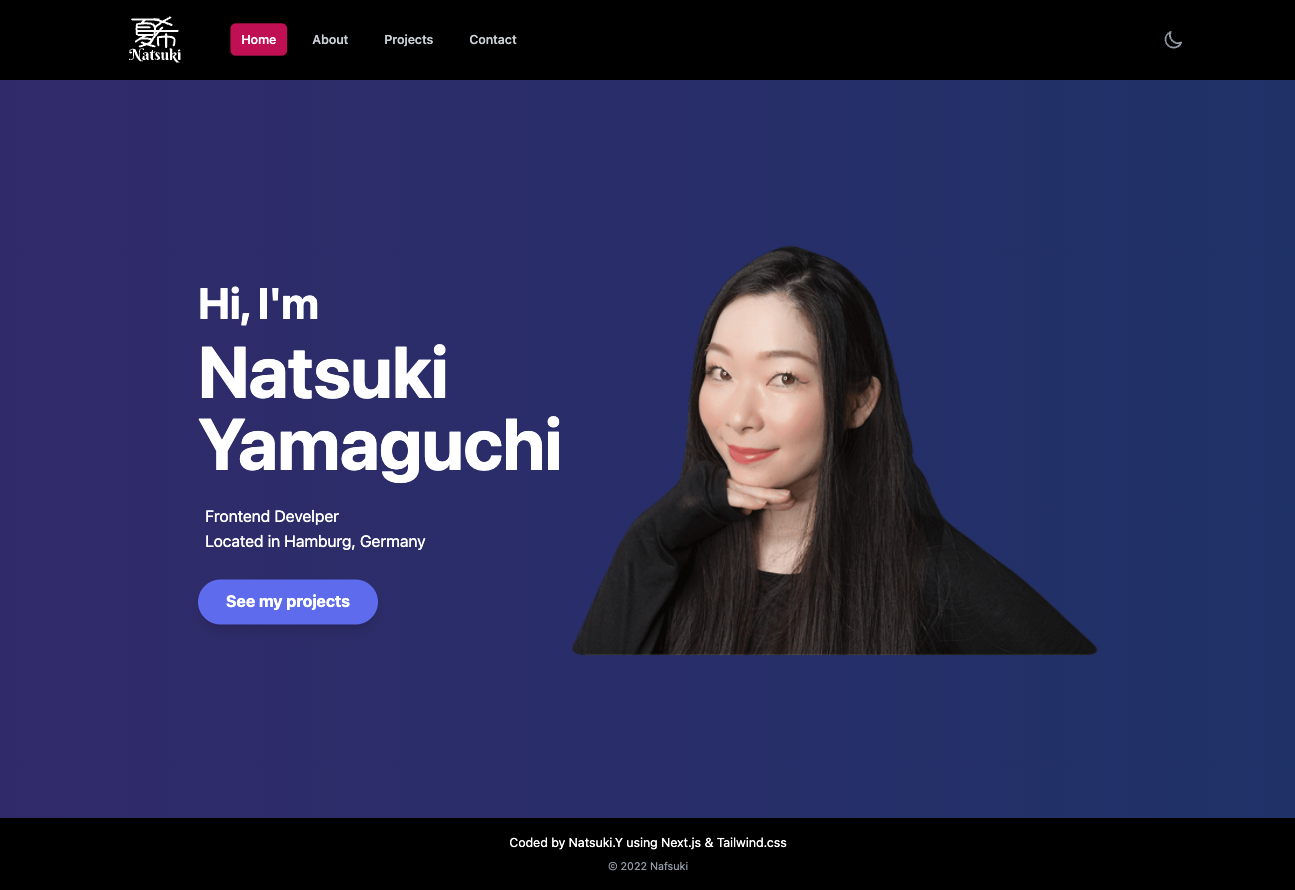 夏希
Natsuki
Home
About
Projects
Contact
Hi, I'm
Natsuki
Yamaguchi
Frontend Develper
Located in Hamburg, Germany
See my projects
Coded by Natsuki.Y using Next.js & Tailwind.css
© 2022 Nafsuki